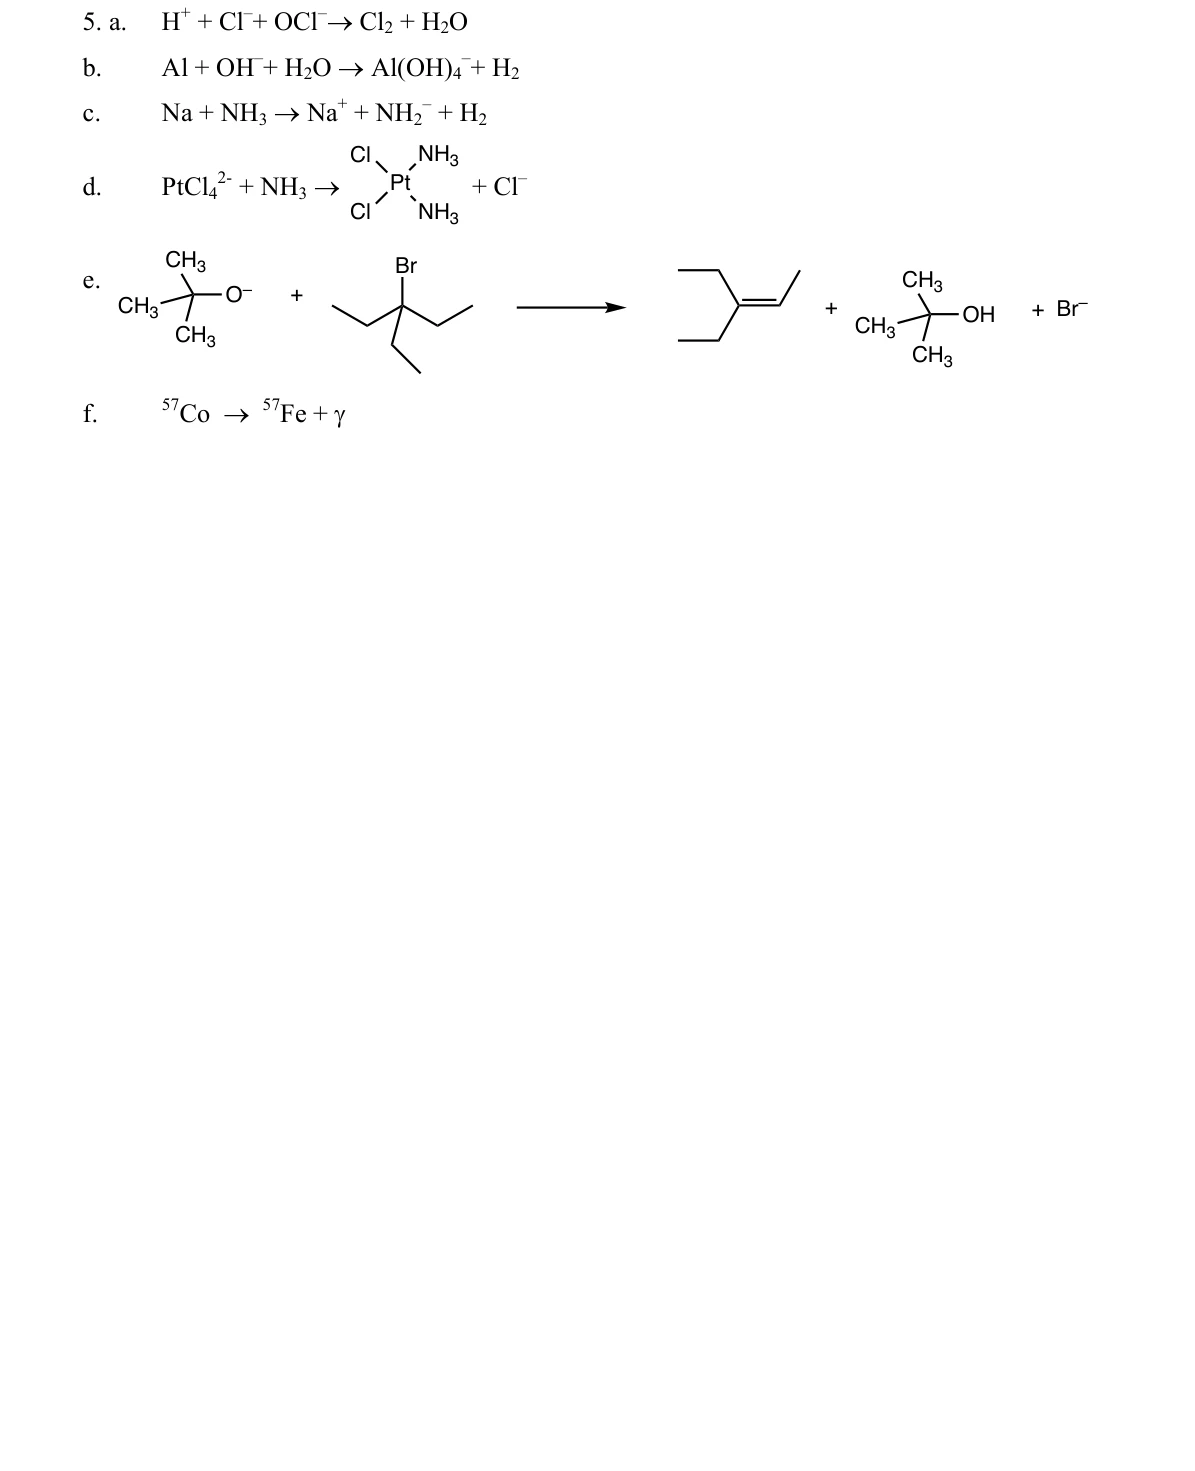 5. a. H⁺ + Cl⁻ + OCl⁻ → Cl₂ + H₂O
b. Al + OH⁻ + H₂O → Al(OH)₄⁻ + H₂
c. Na + NH₃ → Na⁺ + NH₂⁻ + H₂
Cl NH₃
d. PtCl₄²⁻ + NH₃ → Pt + Cl⁻
Cl NH₃
CH₃ Br CH₃
e. CH₃ O⁻ + + CH₃ OH + Br⁻
CH₃ CH₃
f. ⁵⁷Co → ⁵⁷Fe + γ